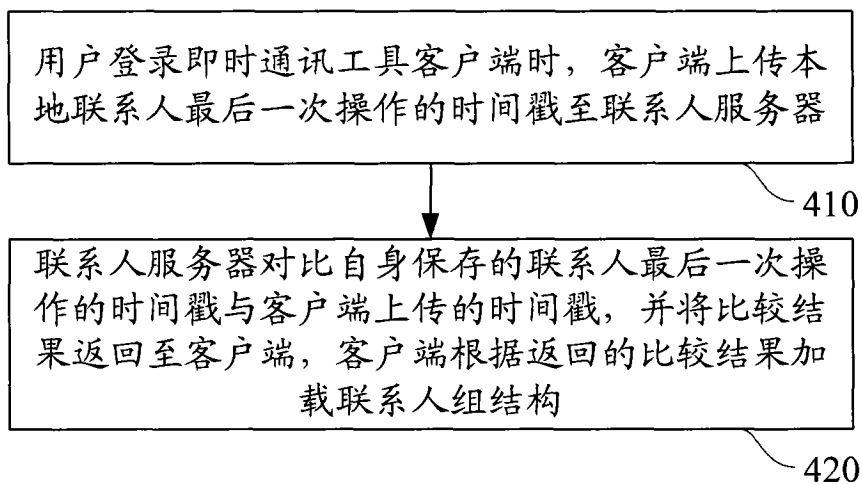 用户登录即时通讯工具客户端时，客户端上传本
地联系人最后一次操作的时间戳至联系人服务器
410
联系人服务器对比自身保存的联系人最后一次操
作的时间戳与客户端上传的时间戳，并将比较结
果返回至客户端，客户端根据返回的比较结果加
载联系人组结构
420